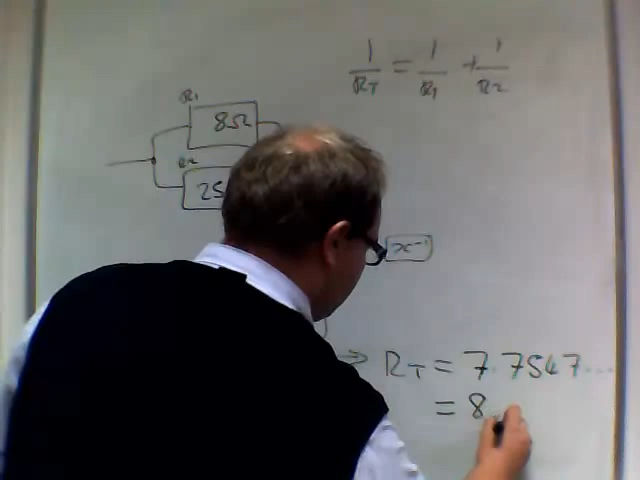 1/RT = 1/R1 + 1/R2
R1
8Ω
R2
25
x⁻¹
⇒ RT = 7.7547...
= 8